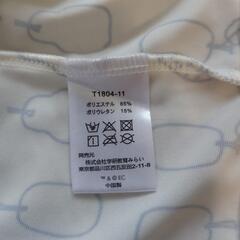 T1804-11
ポリエステル 85%
ポリウレタン 15%
発売元
株式会社学研教育みらい
東京都品川区西五反田2-11-8
™ & © EC
中国製